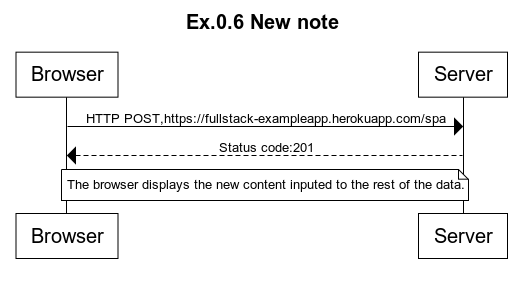 Ex.0.6 New note
Browser Server
HTTP POST,https://fullstack-exampleapp.herokuapp.com/spa
Status code:201
The browser displays the new content inputed to the rest of the data.
Browser Server